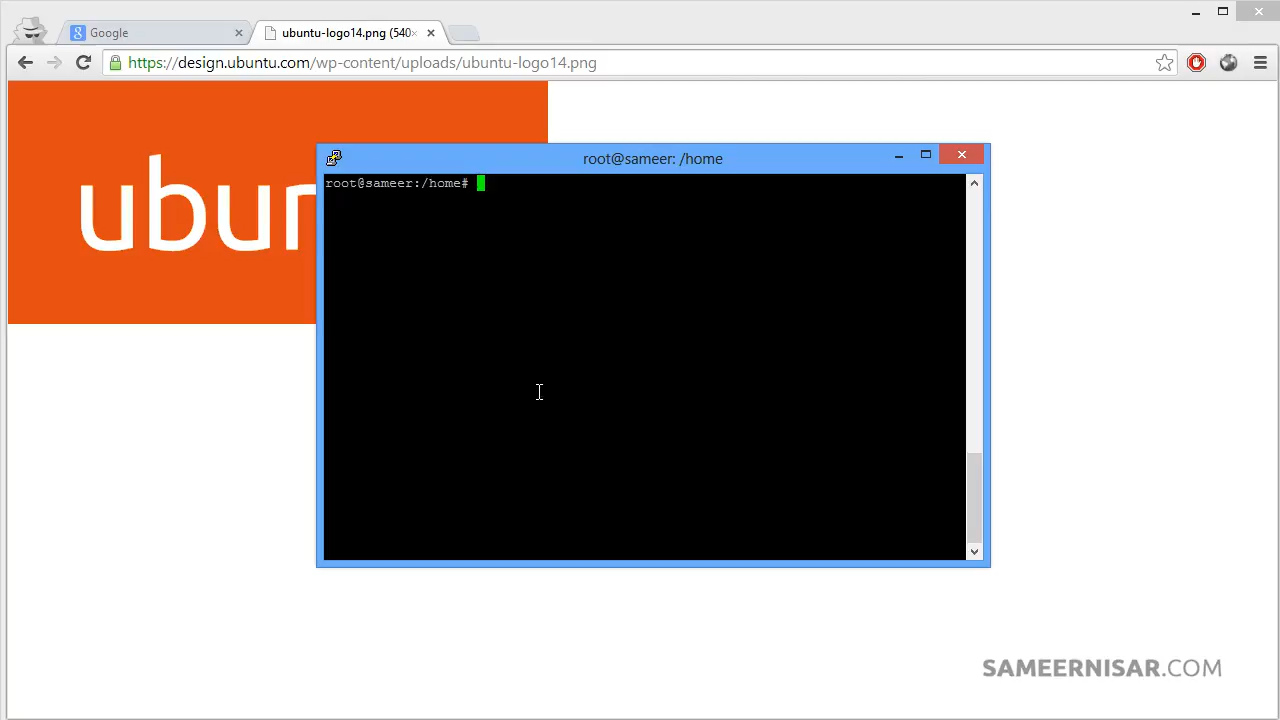 Google
ubuntu-logo14.png (540×
https://design.ubuntu.com/wp-content/uploads/ubuntu-logo14.png
root@sameer: /home
root@sameer:/home#
SAMEERNISAR.COM